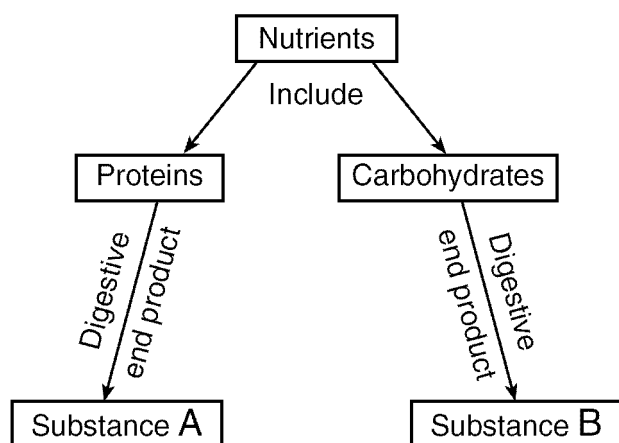 Nutrients
Include
Proteins
Carbohydrates
Digestive
end product
Digestive
end product
Substance A
Substance B